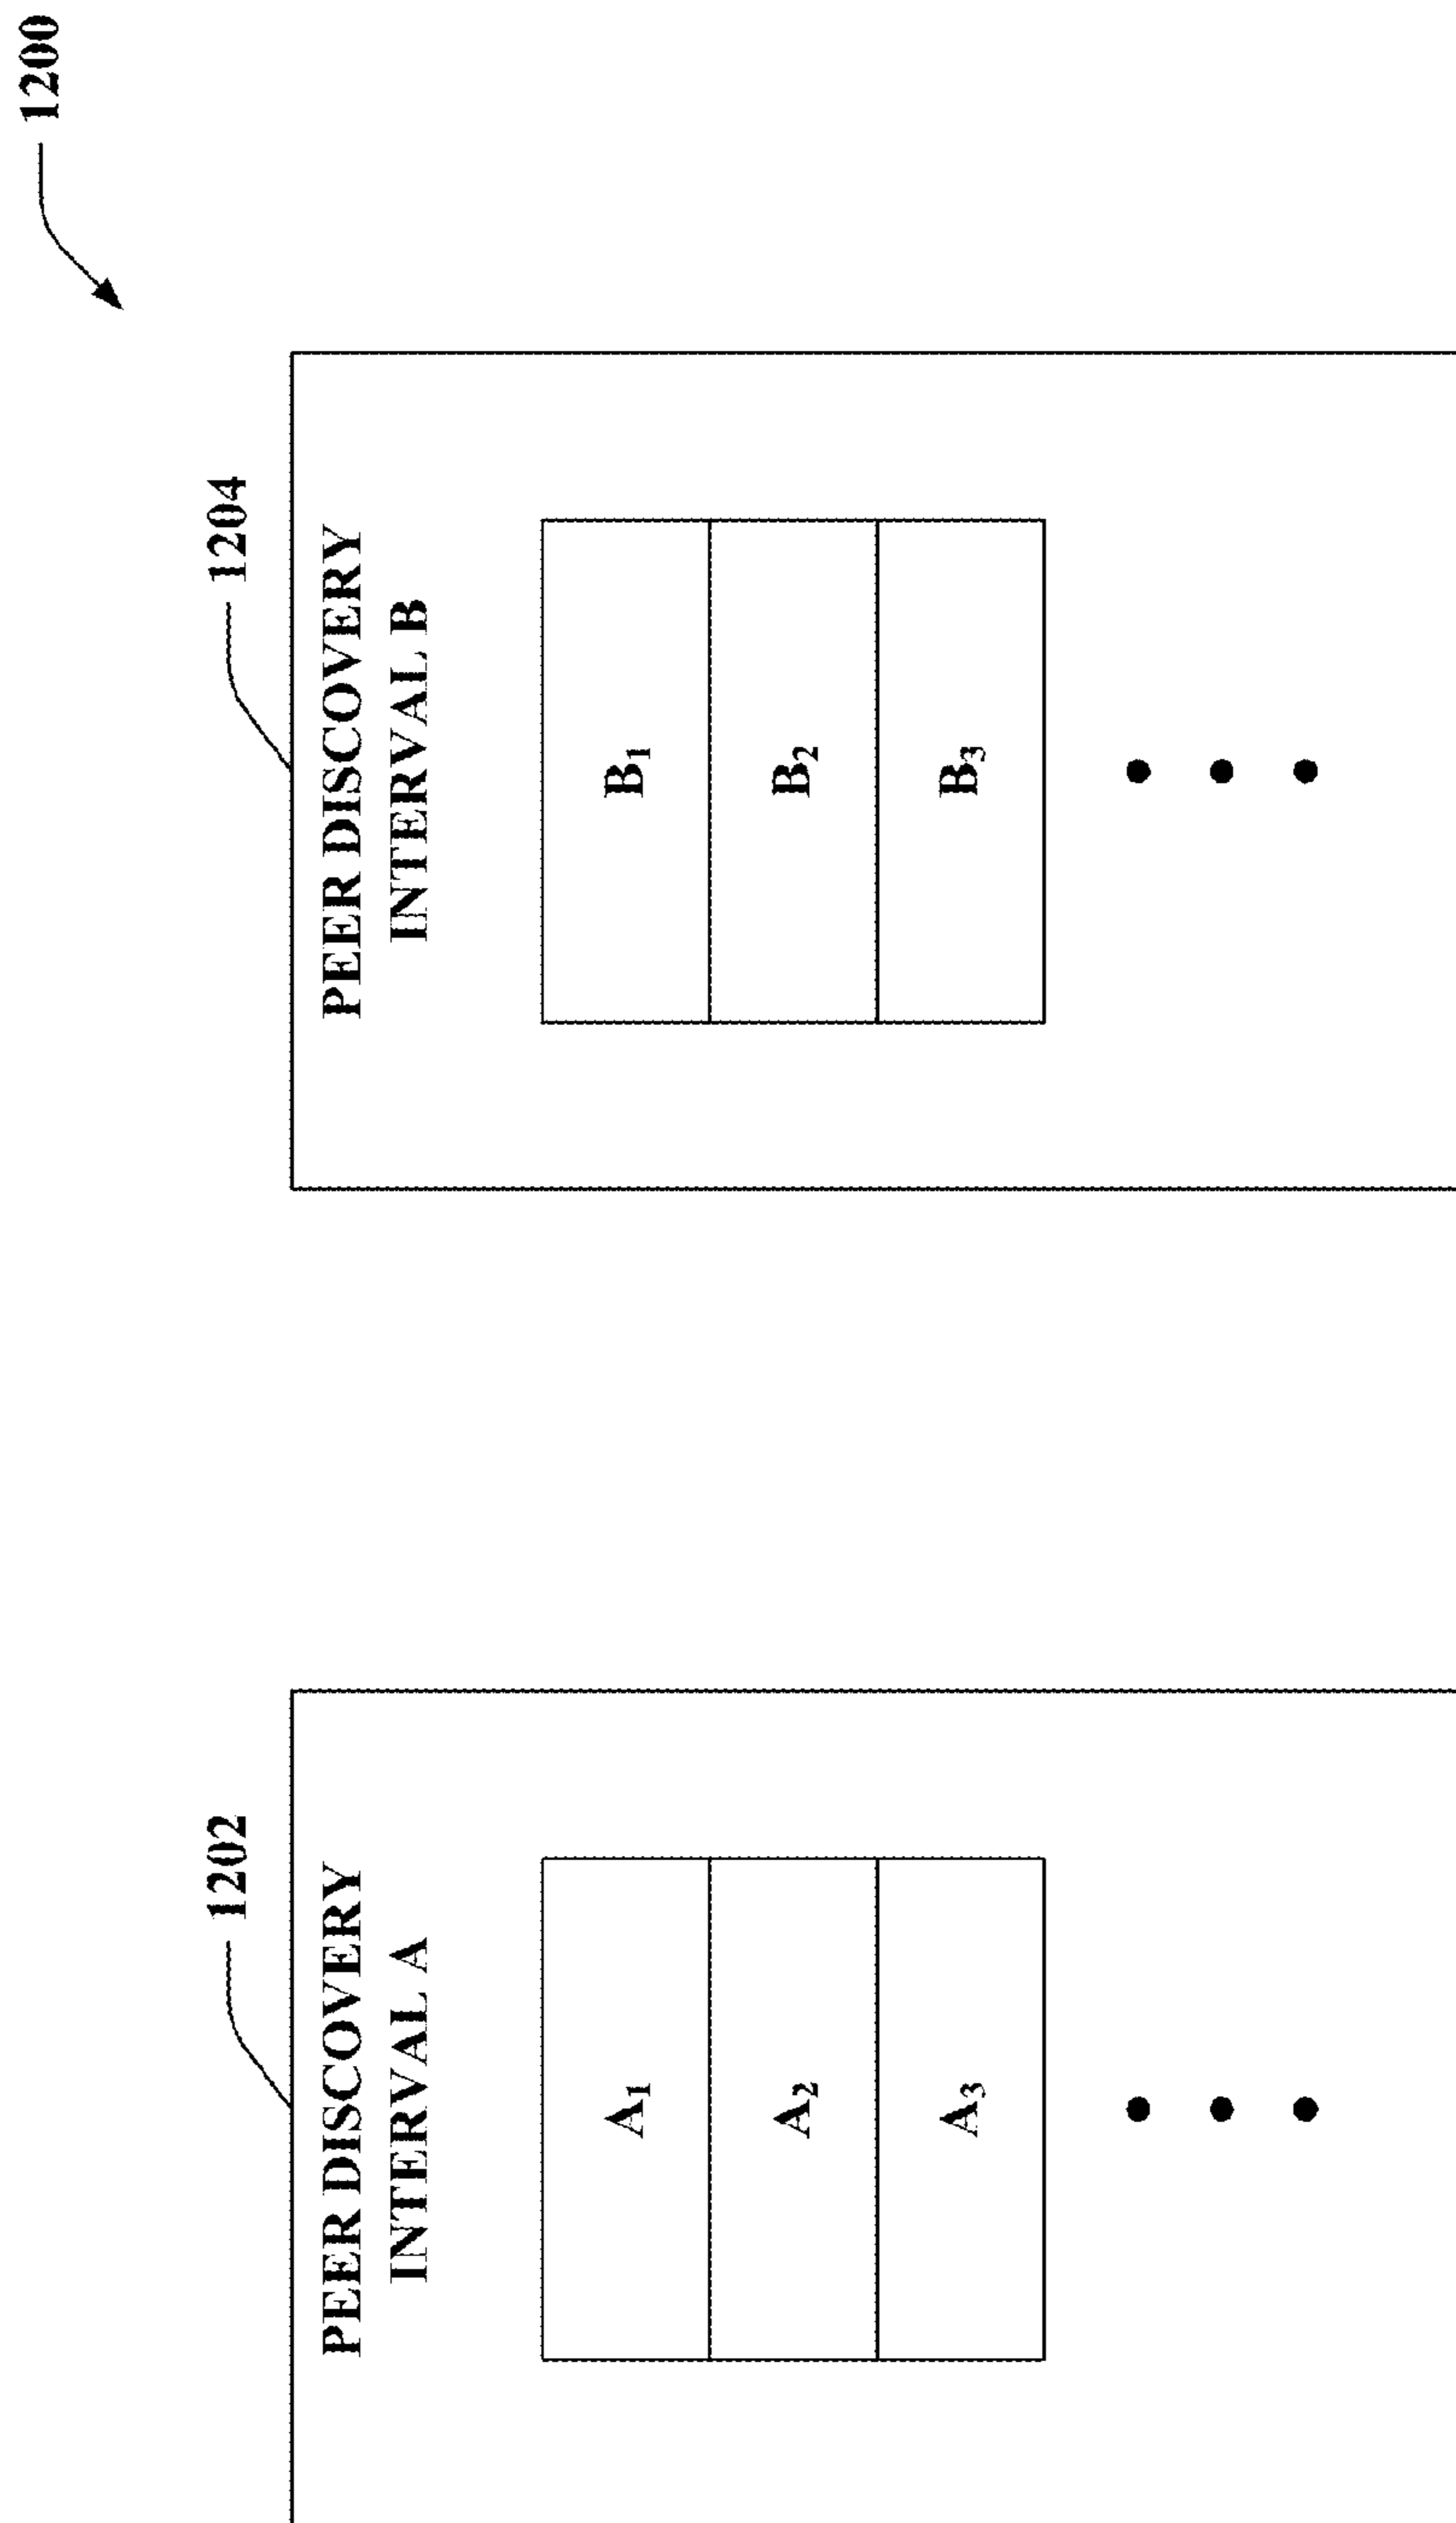 1200
1202
PEER DISCOVERY
INTERVAL A
A₁
A₂
A₃
1204
PEER DISCOVERY
INTERVAL B
B₁
B₂
B₃